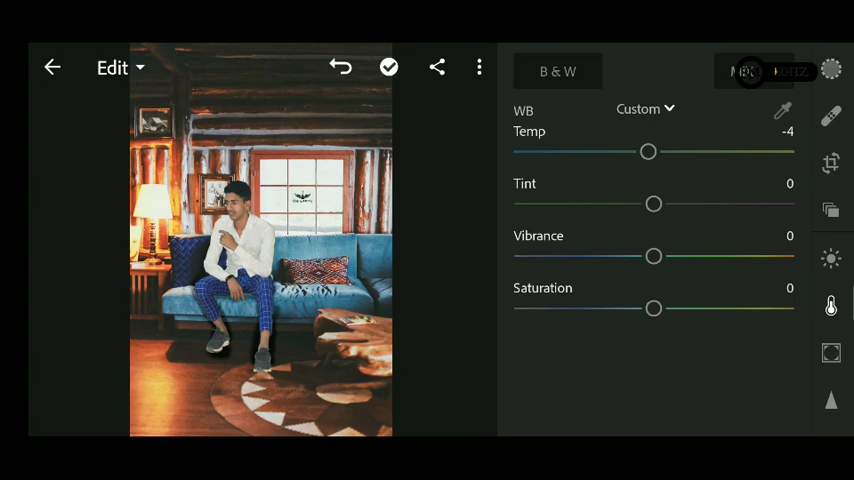 Edit
B & W
WB
Custom
Temp
-4
Tint
0
Vibrance
0
Saturation
0